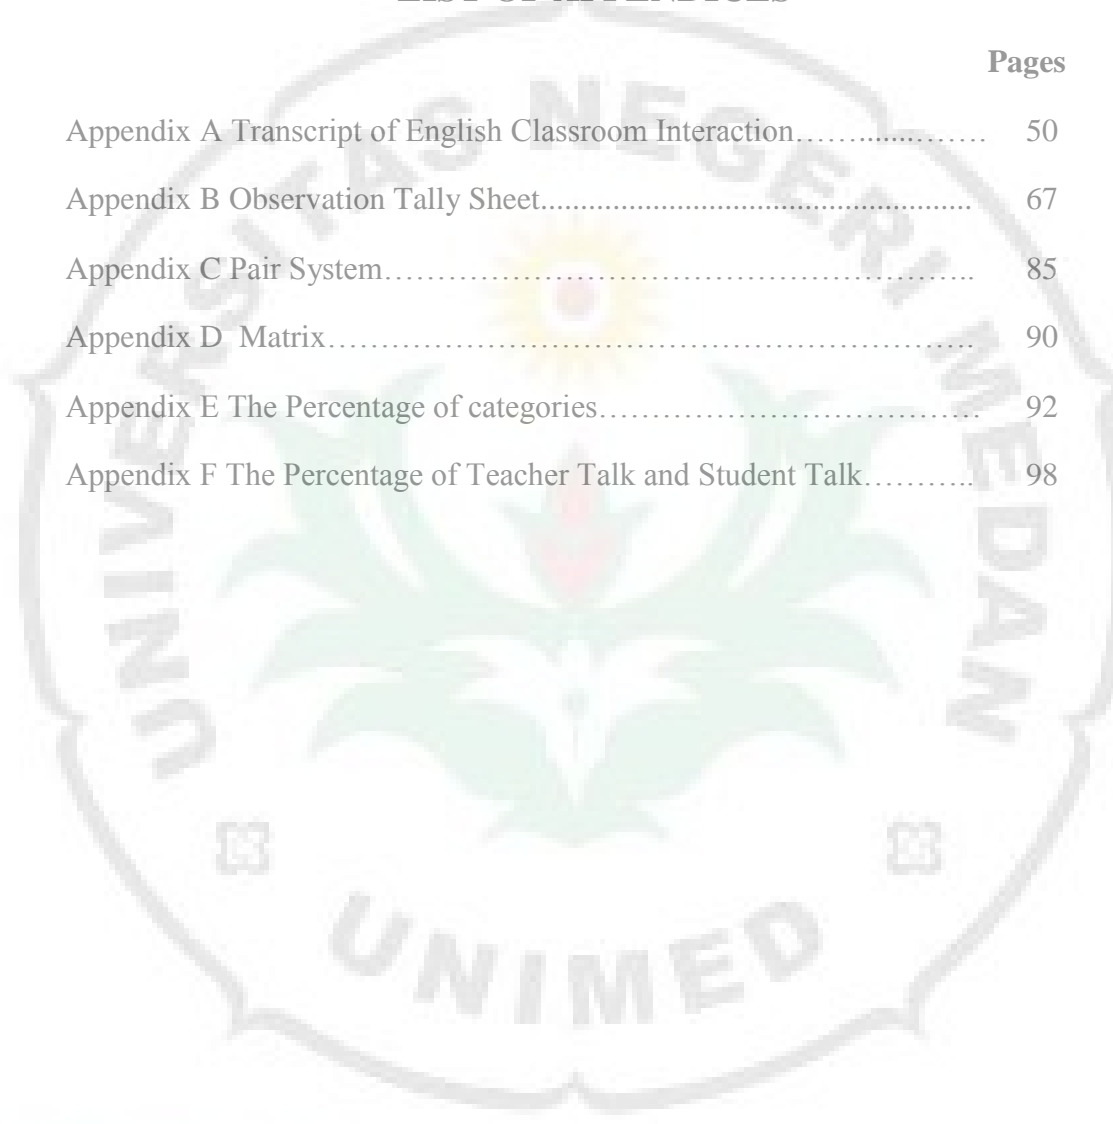 LIST OF APPENDICES
Pages
Appendix A Transcript of English Classroom Interaction…….......……. 50
Appendix B Observation Tally Sheet....................................................... 67
Appendix C Pair System……………………………………………….. 85
Appendix D  Matrix…………………………………………………….. 90
Appendix E The Percentage of categories…………………………….. 92
Appendix F The Percentage of Teacher Talk and Student Talk……….. 98
UNIVERSITAS NEGERI MEDAN
UNIMED